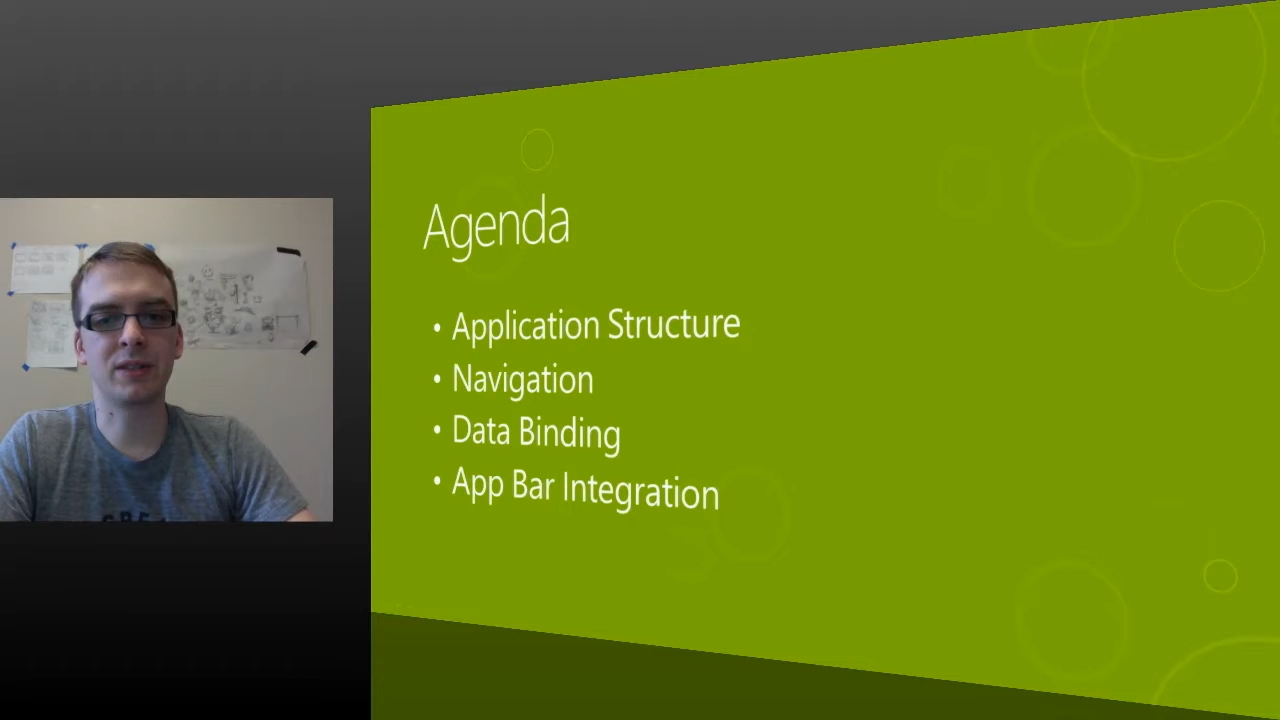 Agenda
• Application Structure
• Navigation
• Data Binding
• App Bar Integration